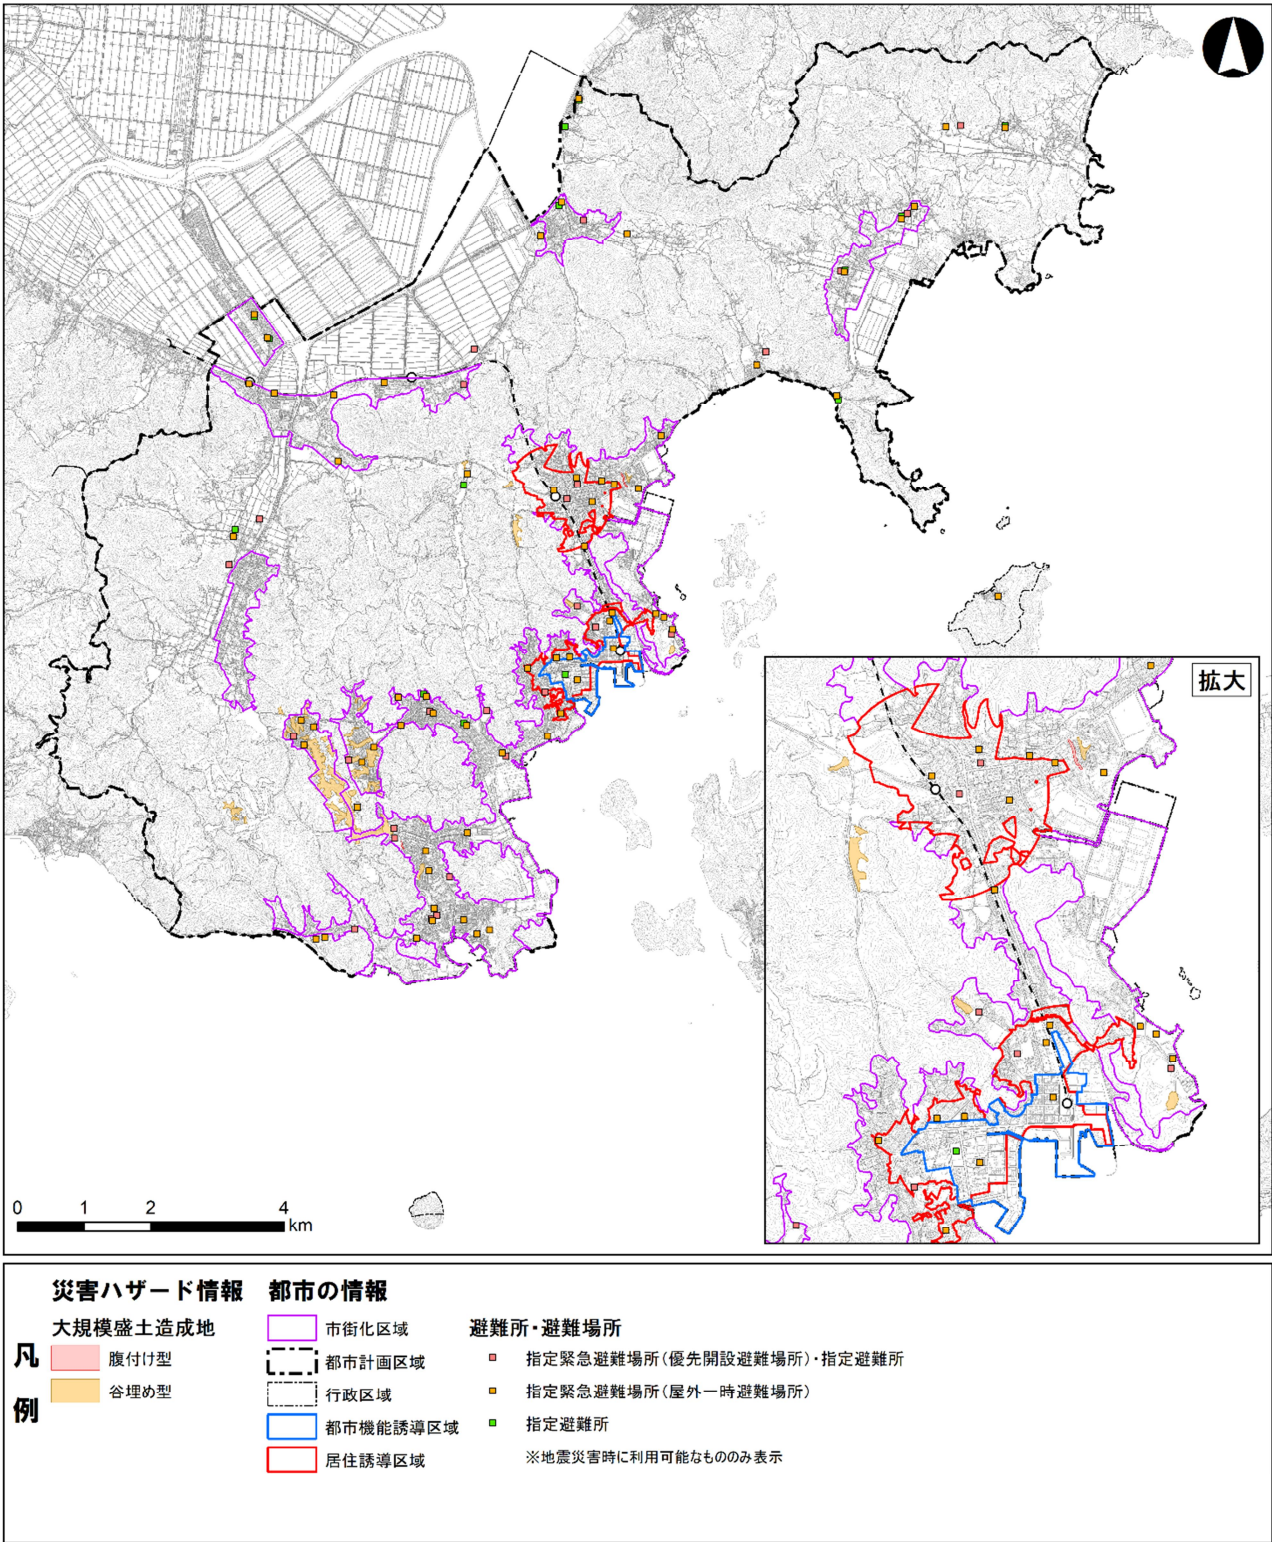 拡大
0 1 2 4 km
災害ハザード情報 都市の情報
大規模盛土造成地 市街化区域 避難所・避難場所
凡例
腹付け型 都市計画区域 指定緊急避難場所(優先開設避難場所)・指定避難所
谷埋め型 行政区域 指定緊急避難場所(屋外一時避難場所)
都市機能誘導区域 指定避難所
居住誘導区域 ※地震災害時に利用可能なもののみ表示